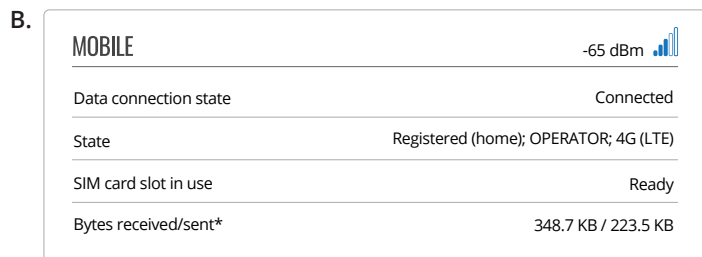 B.
MOBILE -65 dBm
Data connection state Connected
State Registered (home); OPERATOR; 4G (LTE)
SIM card slot in use Ready
Bytes received/sent* 348.7 KB / 223.5 KB